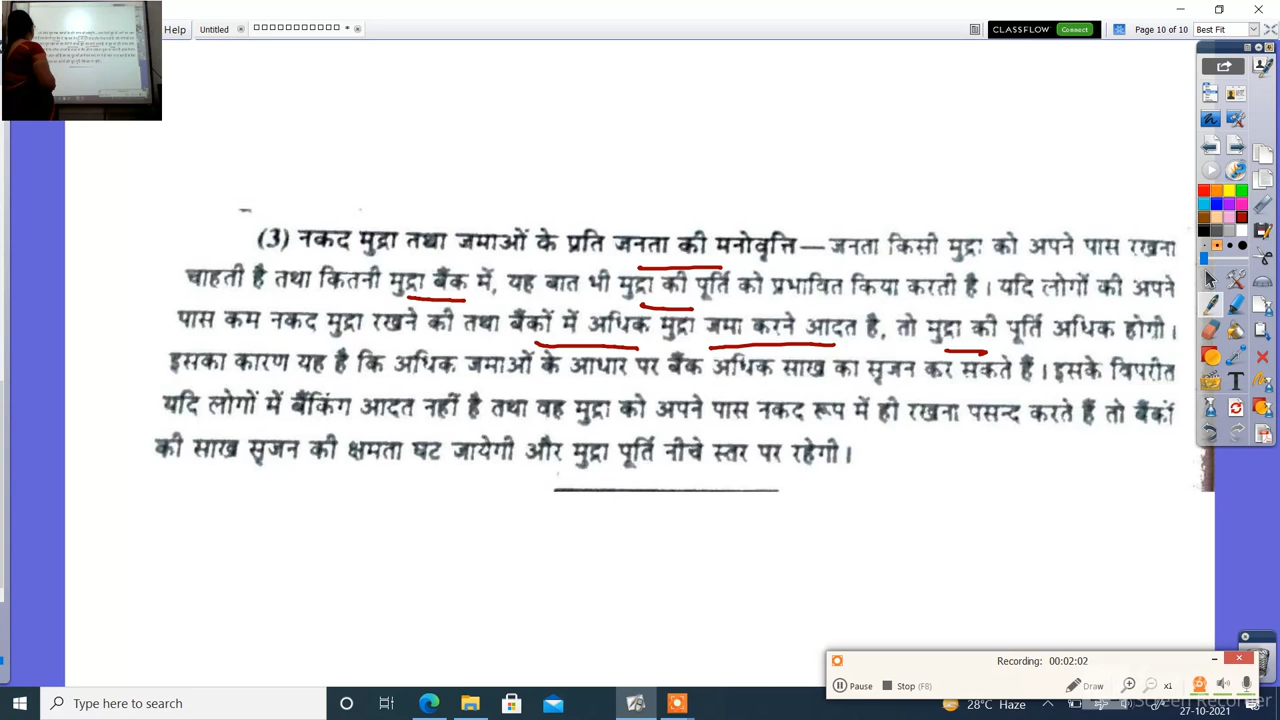 Help
Untitled
CLASSFLOW Connect
Page 10 of 10
Best Fit
(3) नकद मुद्रा तथा जमाओं के प्रति जनता की मनोवृत्ति—जनता किसी मुद्रा को अपने पास रखना
चाहती है तथा कितनी मुद्रा बैंक में, यह बात भी मुद्रा की पूर्ति को प्रभावित किया करती है। यदि लोगों की अपने
पास कम नकद मुद्रा रखने की तथा बैंकों में अधिक मुद्रा जमा करने आदत है, तो मुद्रा की पूर्ति अधिक होगी।
इसका कारण यह है कि अधिक जमाओं के आधार पर बैंक अधिक साख का सृजन कर सकते हैं। इसके विपरीत
यदि लोगों में बैंकिंग आदत नहीं है तथा वह मुद्रा को अपने पास नकद रूप में ही रखना पसन्द करते हैं तो बैंकों
की साख सृजन की क्षमता घट जायेगी और मुद्रा पूर्ति नीचे स्तर पर रहेगी।
Recording: 00:02:02
Pause
Stop (F8)
Draw
x1
Type here to search
28°C Haze
27-10-2021